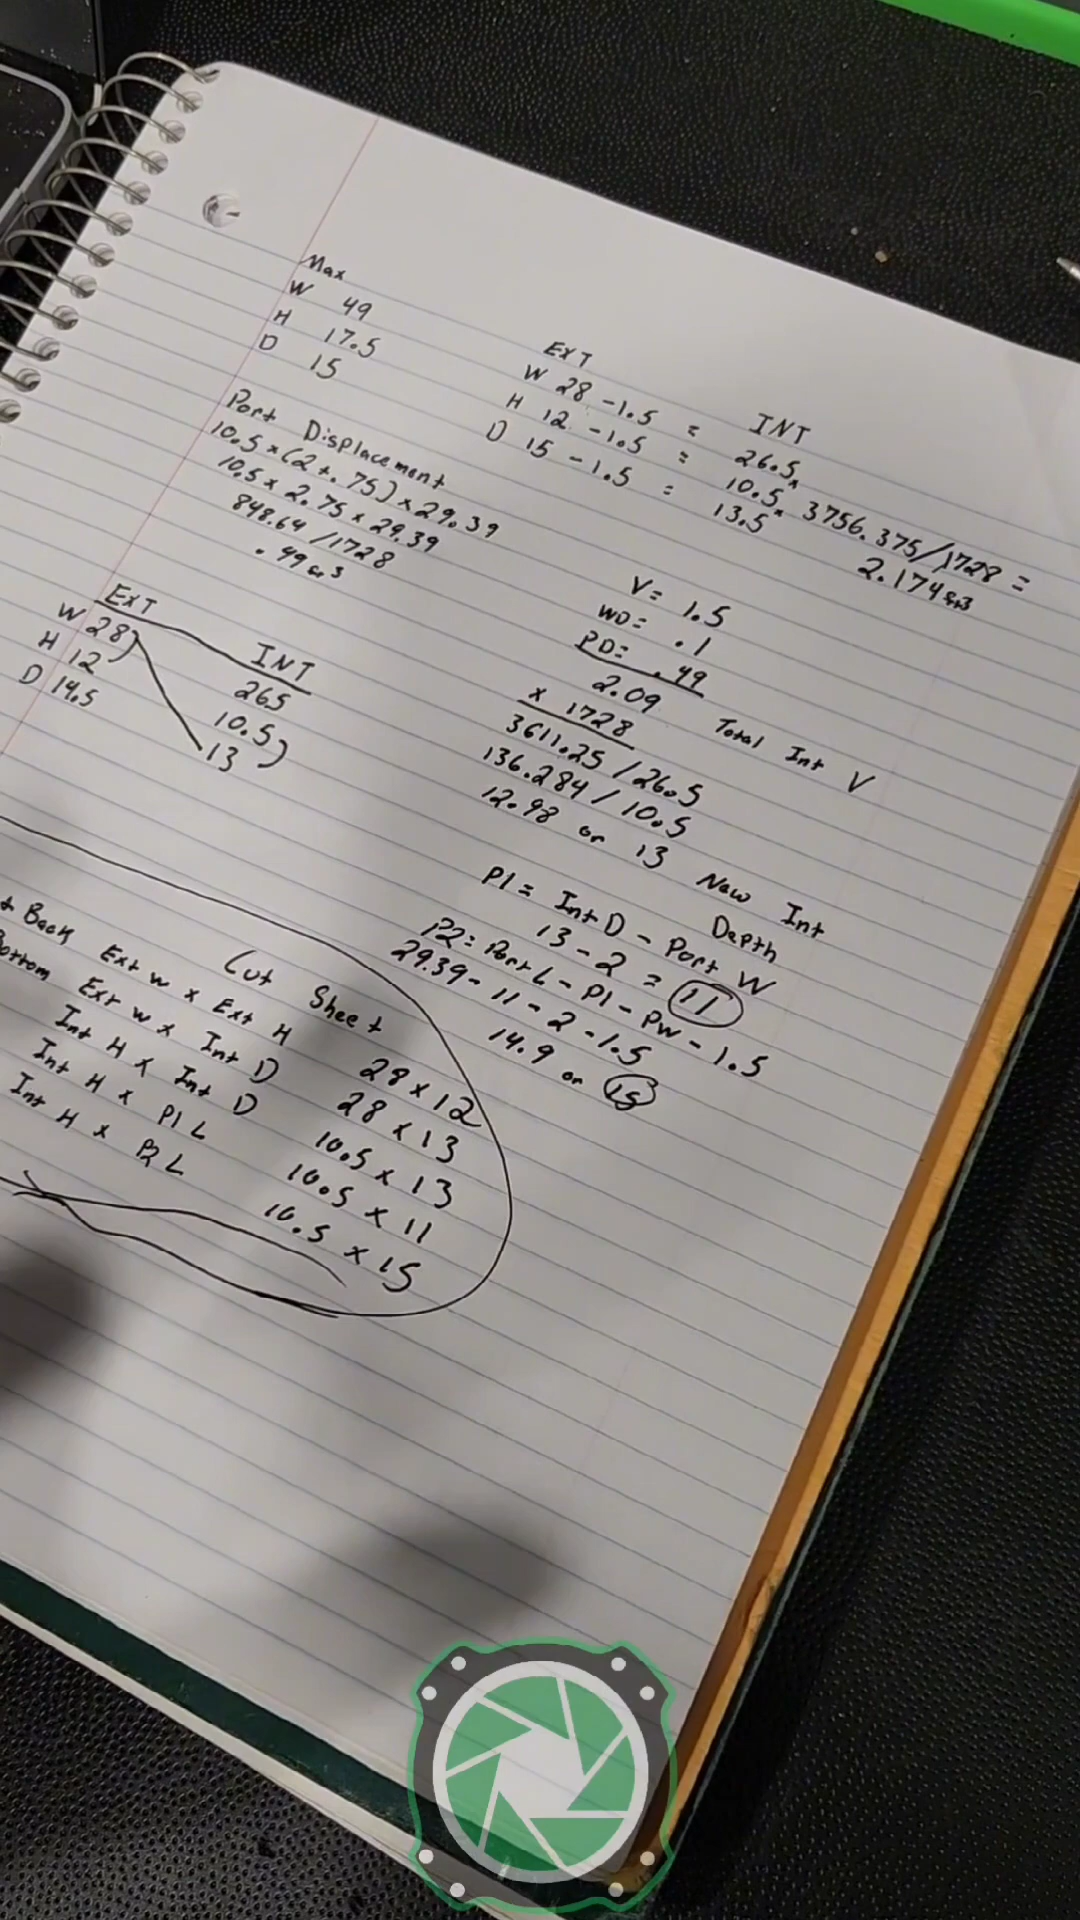 Max
W 49
H 17.5
D 15
EXT INT
W 28 - 1.5 = 26.5 x
H 12 - 1.5 = 10.5 x 3756.375/1728 =
D 15 - 1.5 = 13.5 2.174
Port Displacement
10.5 x (2 + .75) x 29.39
10.5 x 2.75 x 29.39
848.64 / 1728
.49
V = 1.5
WD = .1
PD = .49
2.09 Total Int V
x 1728
3611.25 / 26.5
136.284 / 10.5
12.98 or 13 New Int
Depth
EXT INT
W 28 26.5
H 12 10.5
D 14.5 13
P1 = Int D - Port W
13 - 2 = 11
P2 = Port L - P1 - PW - 1.5
29.39 - 11 - 2 - 1.5
14.9 or 15
Cut Sheet
Back Ext W x Ext H 28 x 12
Bottom Ext W x Int D 28 x 13
Int H x Int D 10.5 x 13
Int H x P1 L 10.5 x 11
Int H x P2 L 10.5 x 15